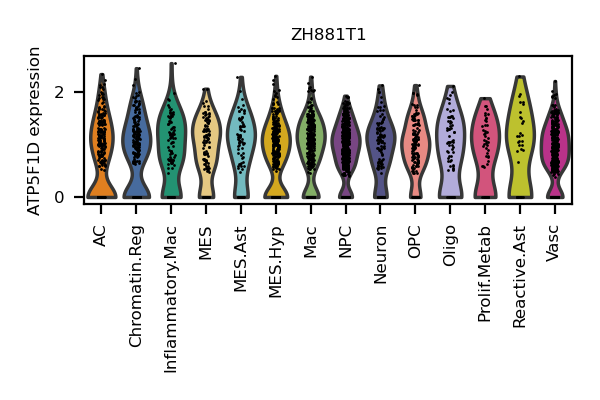 ZH881T1
ATP5F1D expression
2
0
AC
Chromatin.Reg
Inflammatory.Mac
MES
MES.Ast
MES.Hyp
Mac
NPC
Neuron
OPC
Oligo
Prolif.Metab
Reactive.Ast
Vasc